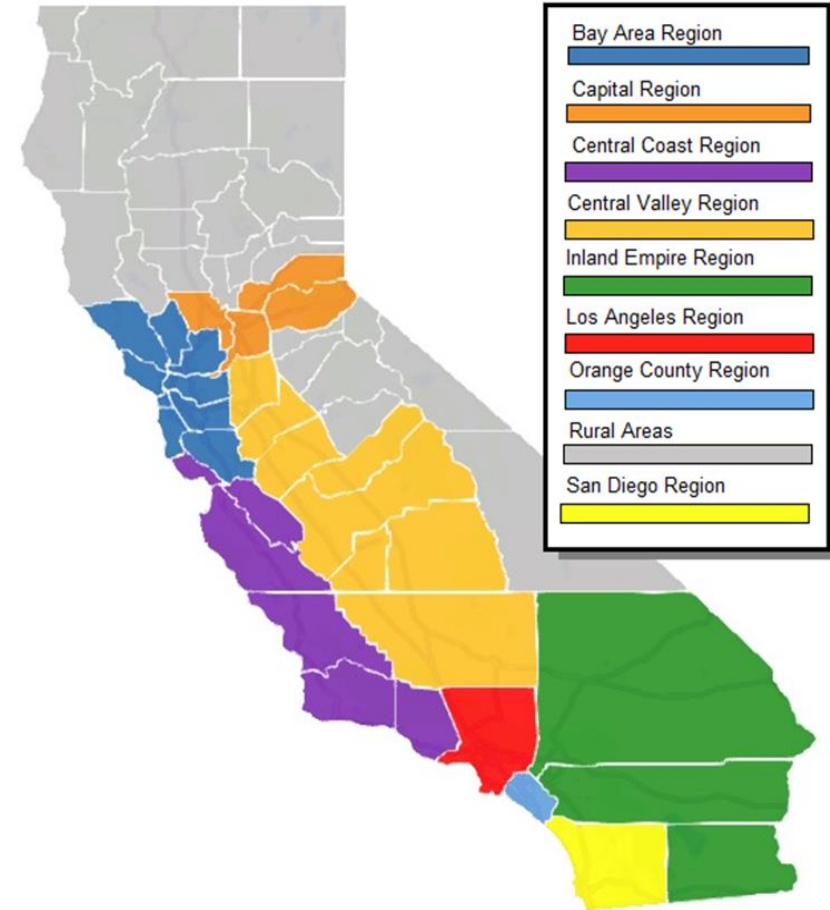 Bay Area Region
Capital Region
Central Coast Region
Central Valley Region
Inland Empire Region
Los Angeles Region
Orange County Region
Rural Areas
San Diego Region